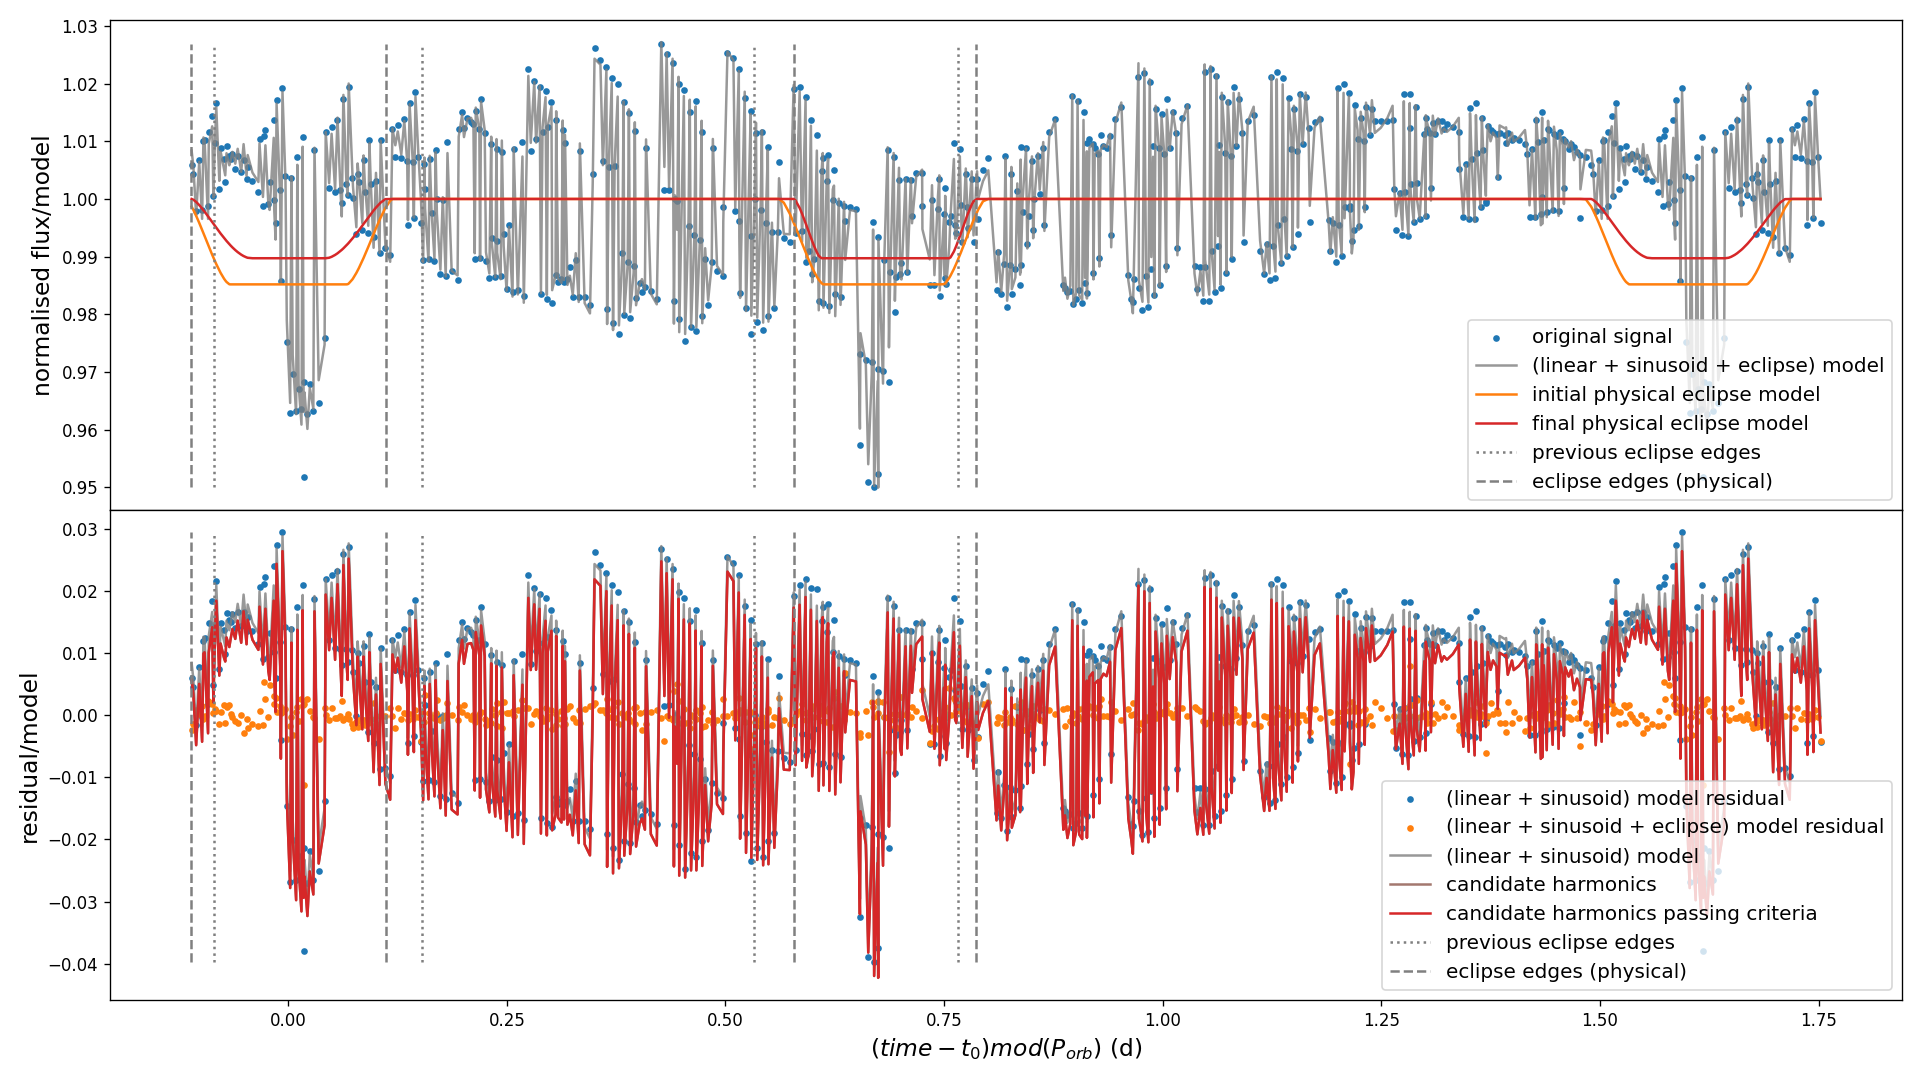 normalised flux/model
1.03
1.02
1.01
1.00
0.99
0.98
0.97
0.96
0.95
original signal
(linear + sinusoid + eclipse) model
initial physical eclipse model
final physical eclipse model
previous eclipse edges
eclipse edges (physical)
residual/model
0.03
0.02
0.01
0.00
−0.01
−0.02
−0.03
−0.04
(linear + sinusoid) model residual
(linear + sinusoid + eclipse) model residual
(linear + sinusoid) model
candidate harmonics
candidate harmonics passing criteria
previous eclipse edges
eclipse edges (physical)
0.00 0.25 0.50 0.75 1.00 1.25 1.50 1.75
(time − t₀)mod(Pₒᵣb) (d)